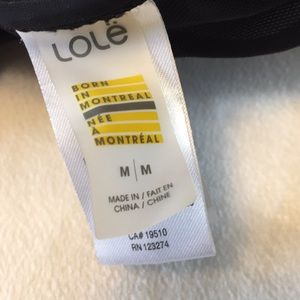 LOLË
BORN
IN
MONTREAL
NÉE
À
MONTRÉAL
M | M
MADE IN / FAIT EN
CHINA / CHINE
CA# 19510
RN 123274